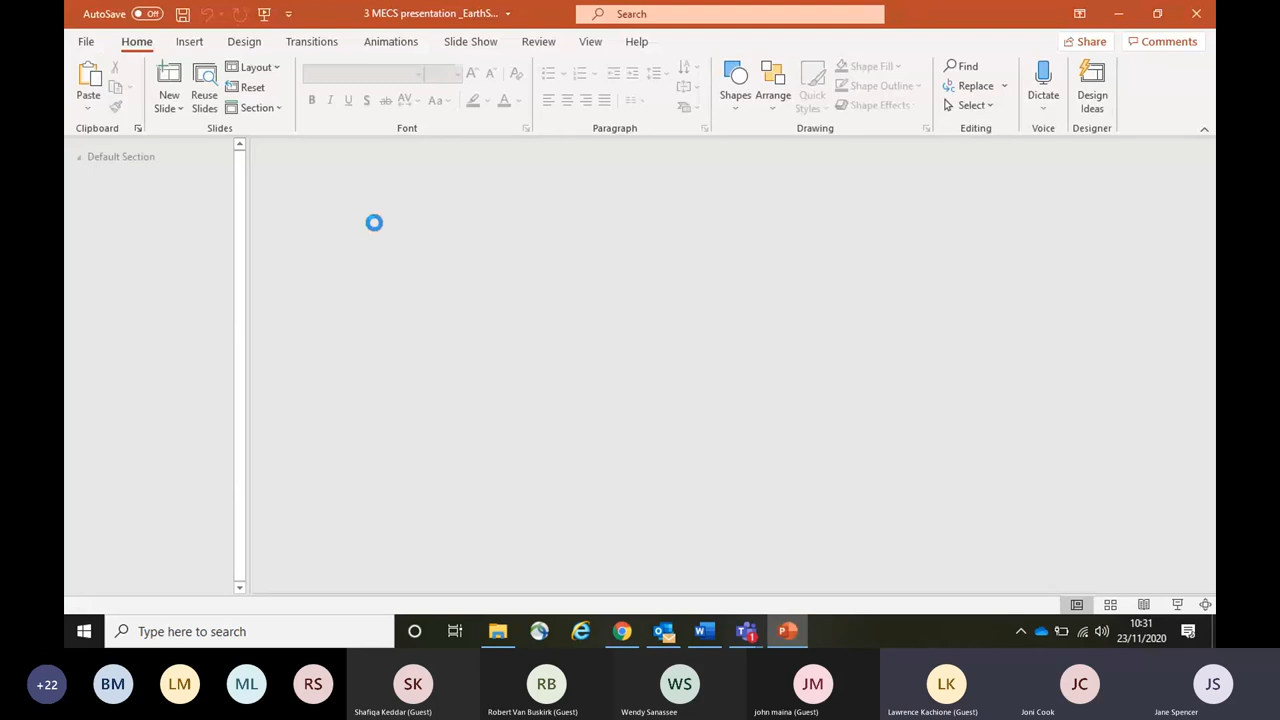 AutoSave Off
3 MECS presentation _EarthS...
Search
File Home Insert Design Transitions Animations Slide Show Review View Help
Share Comments
Paste
New Slide
Reuse Slides
Layout
Reset
Section
B I U S ab AV Aa A
Shapes
Arrange
Quick Styles
Shape Fill
Shape Outline
Shape Effects
Find
Replace
Select
Dictate
Design Ideas
Clipboard Slides Font Paragraph Drawing Editing Voice Designer
Default Section
Type here to search
10:31
23/11/2020
+22 BM LM ML RS SK RB WS JM LK JC JS
Shafiqa Keddar (Guest) Robert Van Buskirk (Guest) Wendy Sanassee john maina (Guest) Lawrence Kachione (Guest) Joni Cook Jane Spencer